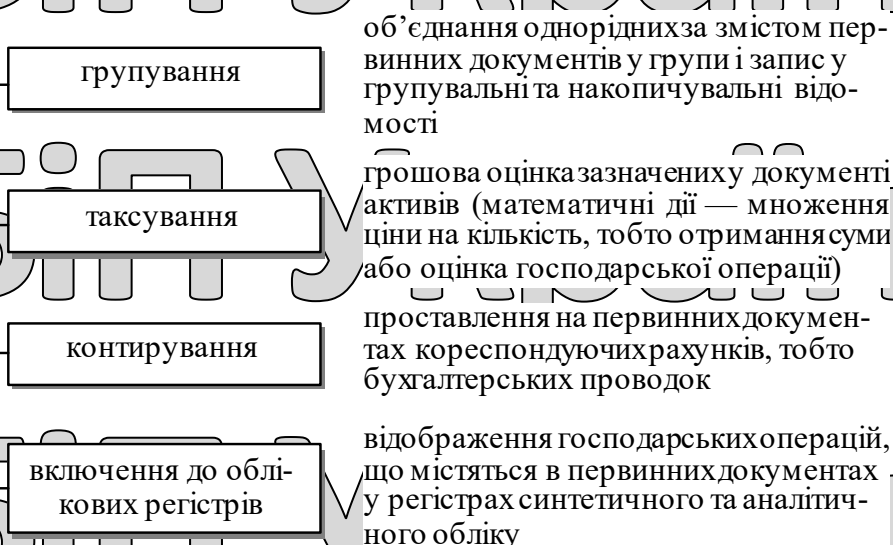 об’єднання однорідних за змістом пер-
винних документів у групи і запис у
групувальні та накопичувальні відо-
мості
групування
грошова оцінка зазначених у документі
активів (математичні дії — множення
ціни на кількість, тобто отримання суми
або оцінка господарської операції)
таксування
проставлення на первинних докумен-
тах кореспондуючих рахунків, тобто
бухгалтерських проводок
контирування
відображення господарських операцій,
що містяться в первинних документах
у регістрах синтетичного та аналітич-
ного обліку
включення до облі-
кових регістрів